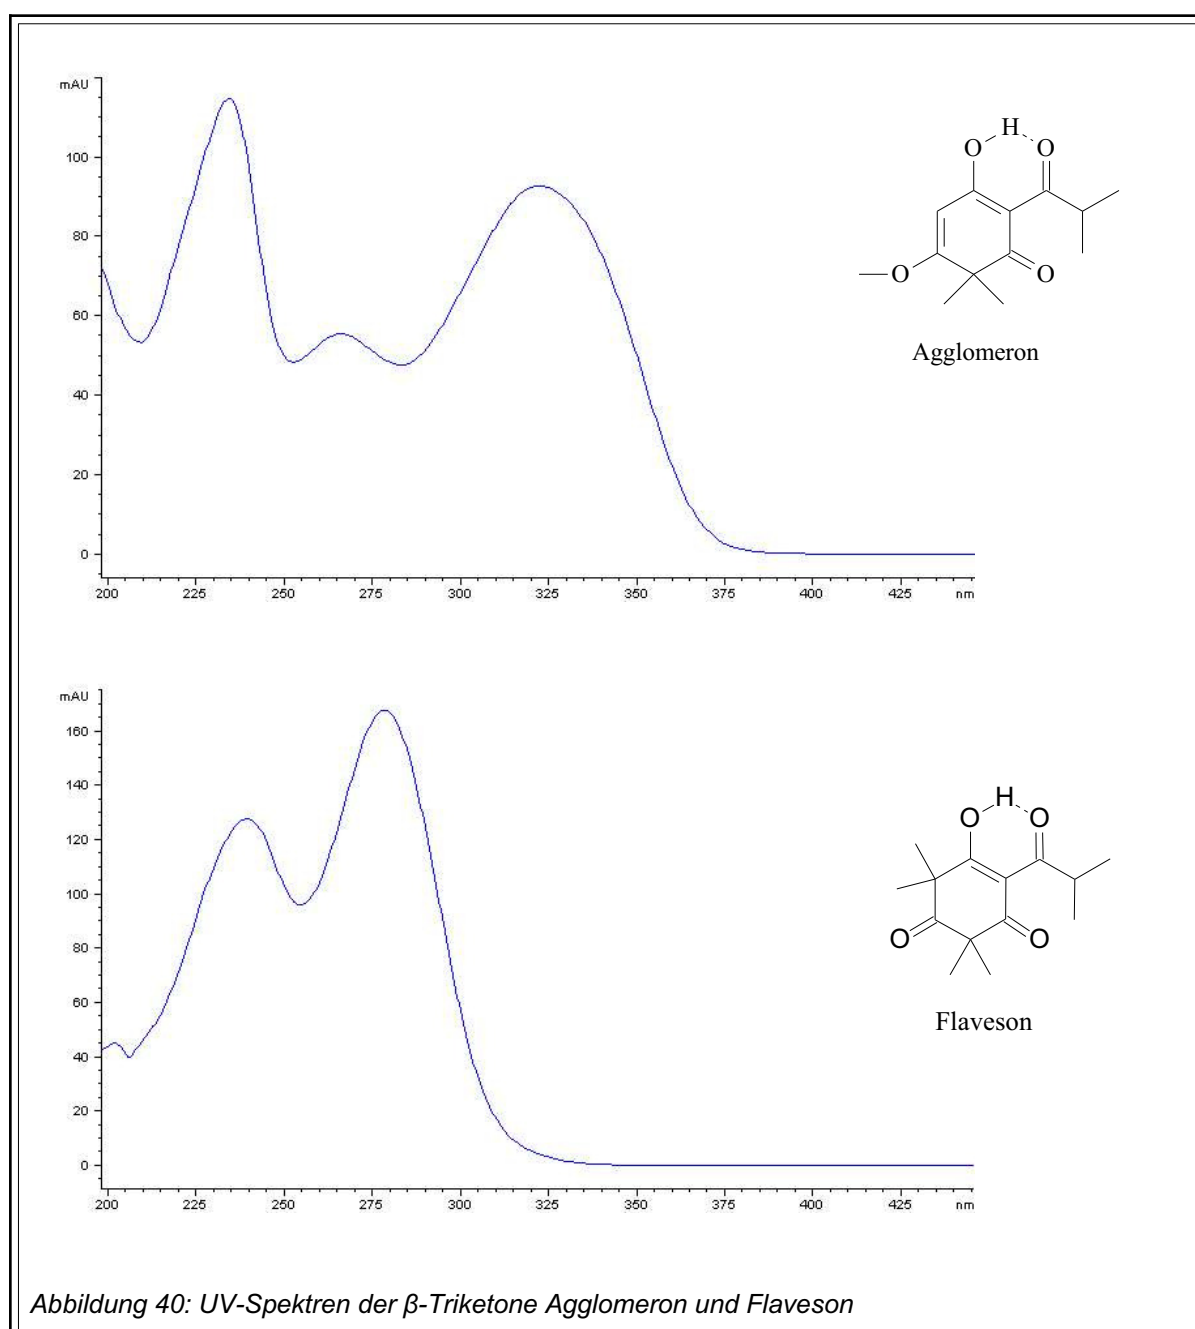 mAU
100
80
60
40
20
0
200 225 250 275 300 325 350 375 400 425 nm
H
O O
O O
Agglomeron
mAU
160
140
120
100
80
60
40
20
0
200 225 250 275 300 325 350 375 400 425 nm
H
O O
O O
Flaveson
Abbildung 40: UV-Spektren der β-Triketone Agglomeron und Flaveson